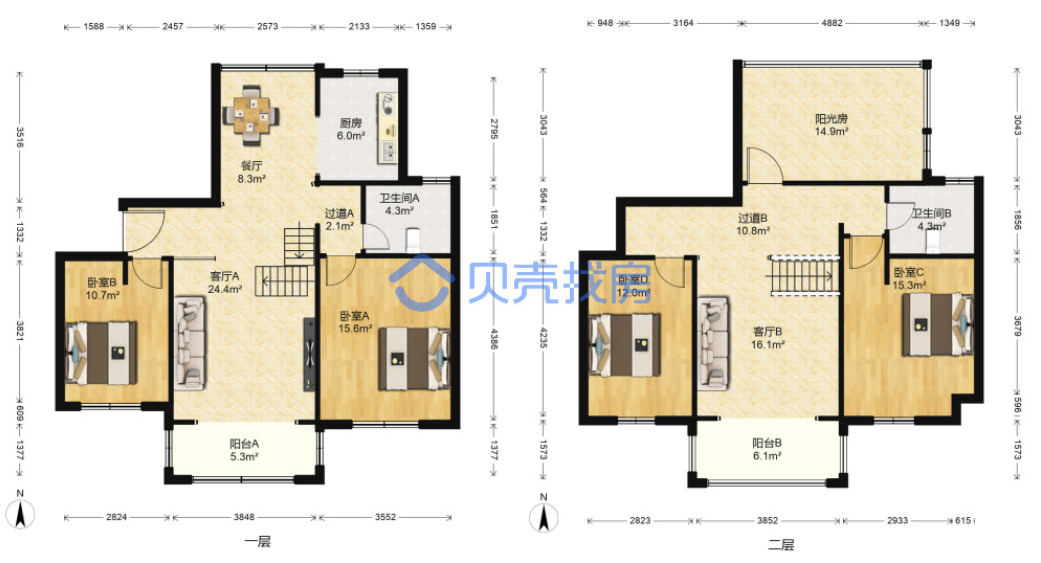 1588 2457 2573 2133 1359
948 3164 4882 1349
3516
1332
3821
609
1377
厨房
6.0m²
餐厅
8.3m²
过道A
2.1m²
卫生间A
4.3m²
客厅A
24.4m²
卧室B
10.7m²
卧室A
15.6m²
阳台A
5.3m²
2795
1851
4386
1377
N
2824 3848 3552
一层
贝壳找房
3043
564
1332
4235
1573
阳光房
14.9m²
过道B
10.8m²
卫生间B
4.3m²
卧室D
12.0m²
卧室C
15.3m²
客厅B
16.1m²
阳台B
6.1m²
3043
1856
3679
596
1573
N
2823 3852 2933 615
二层